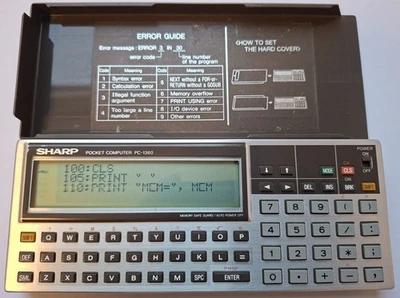 ERROR GUIDE
Error message : ERROR 3 IN 30
error code
line number of the program
Code Meaning Code Meaning
1 Syntax error
2 Calculation error
3 Illegal function argument
4 Too large a line number
5 NEXT without a FOR-or-RETURN without a GOSUB
6 Memory overflow
7 PRINT USING error
8 I/O device error
9 Other errors
<HOW TO SET THE HARD COVER>
SHARP POCKET COMPUTER PC-1360
100:CLS
105:PRINT " "
110:PRINT "MCM=", MCM
MEMORY SAFE GUARD / AUTO POWER OFF
POWER
ON
OFF
MODE CLS
DEL INS BRK
Q W E R T Y U I O P
DEF A S D F G H J K L
SML Z X C V B N M SPC ENTER
7 8 9
4 5 6
1 2 3
0